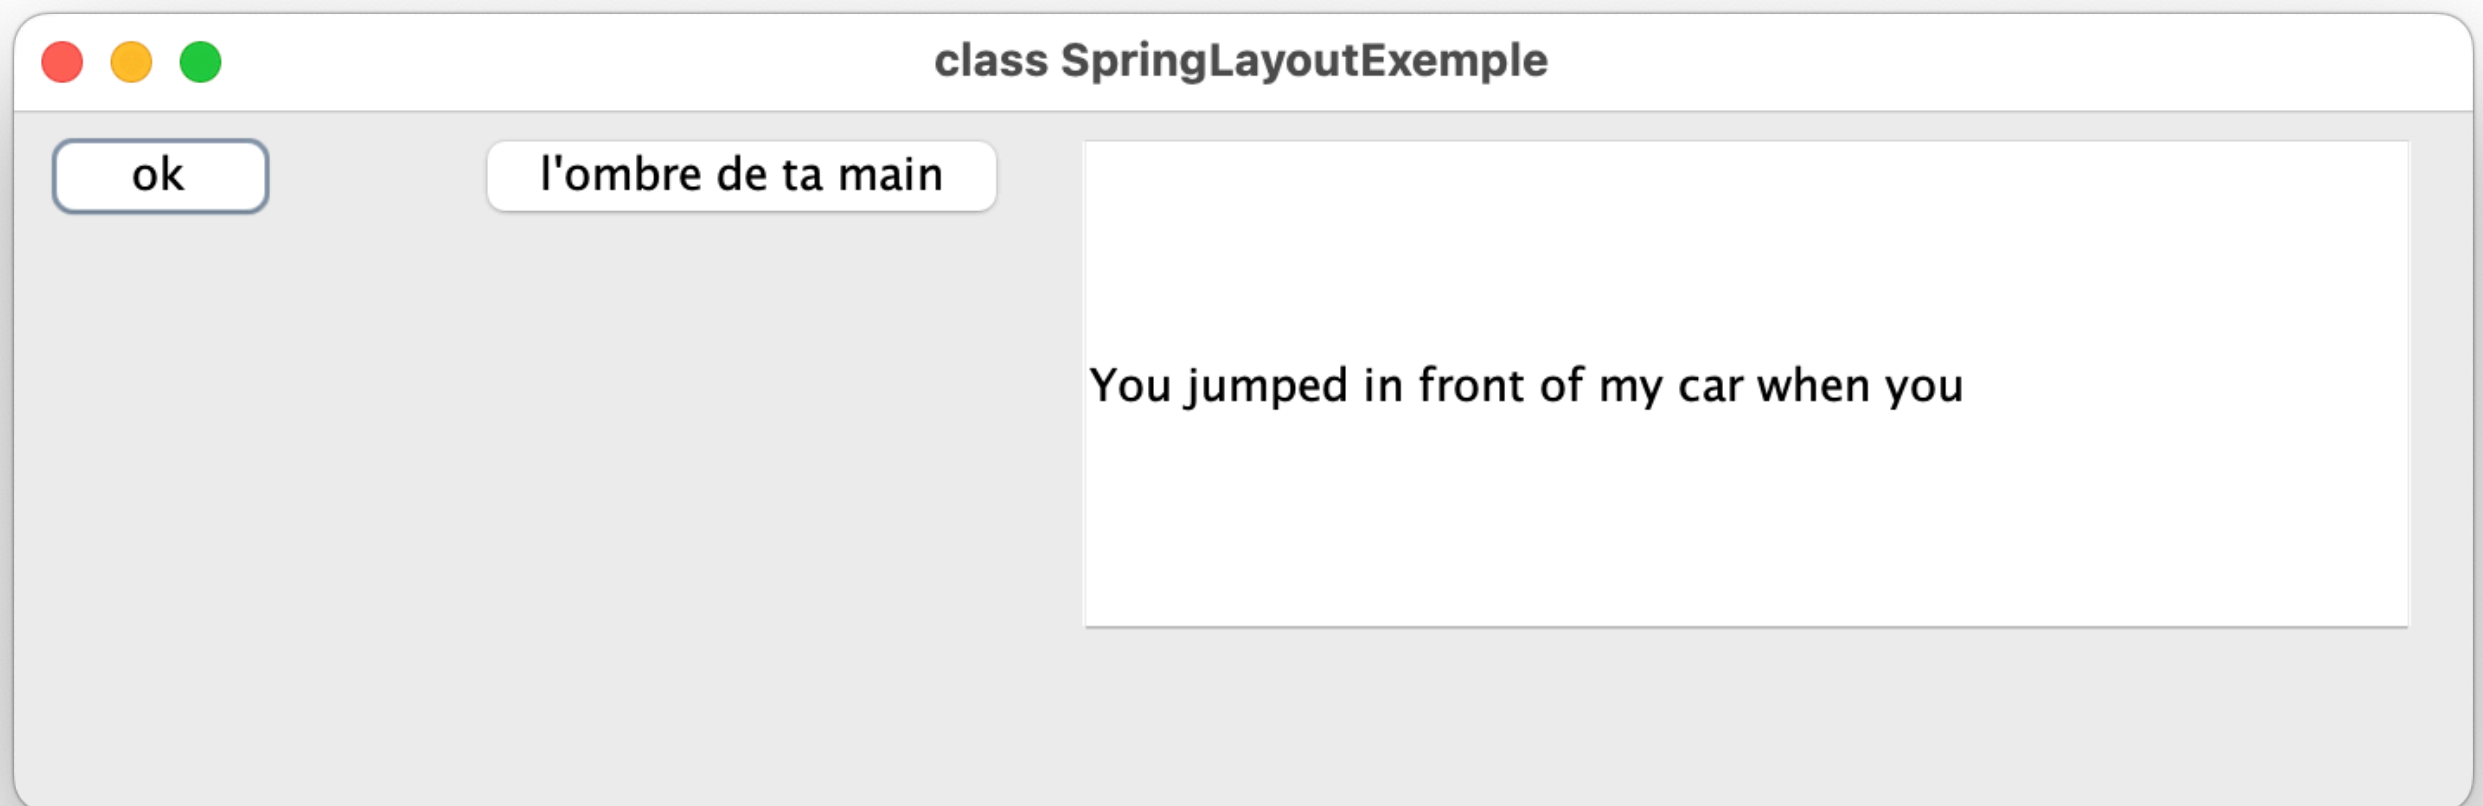 class SpringLayoutExemple
ok
l'ombre de ta main
You jumped in front of my car when you